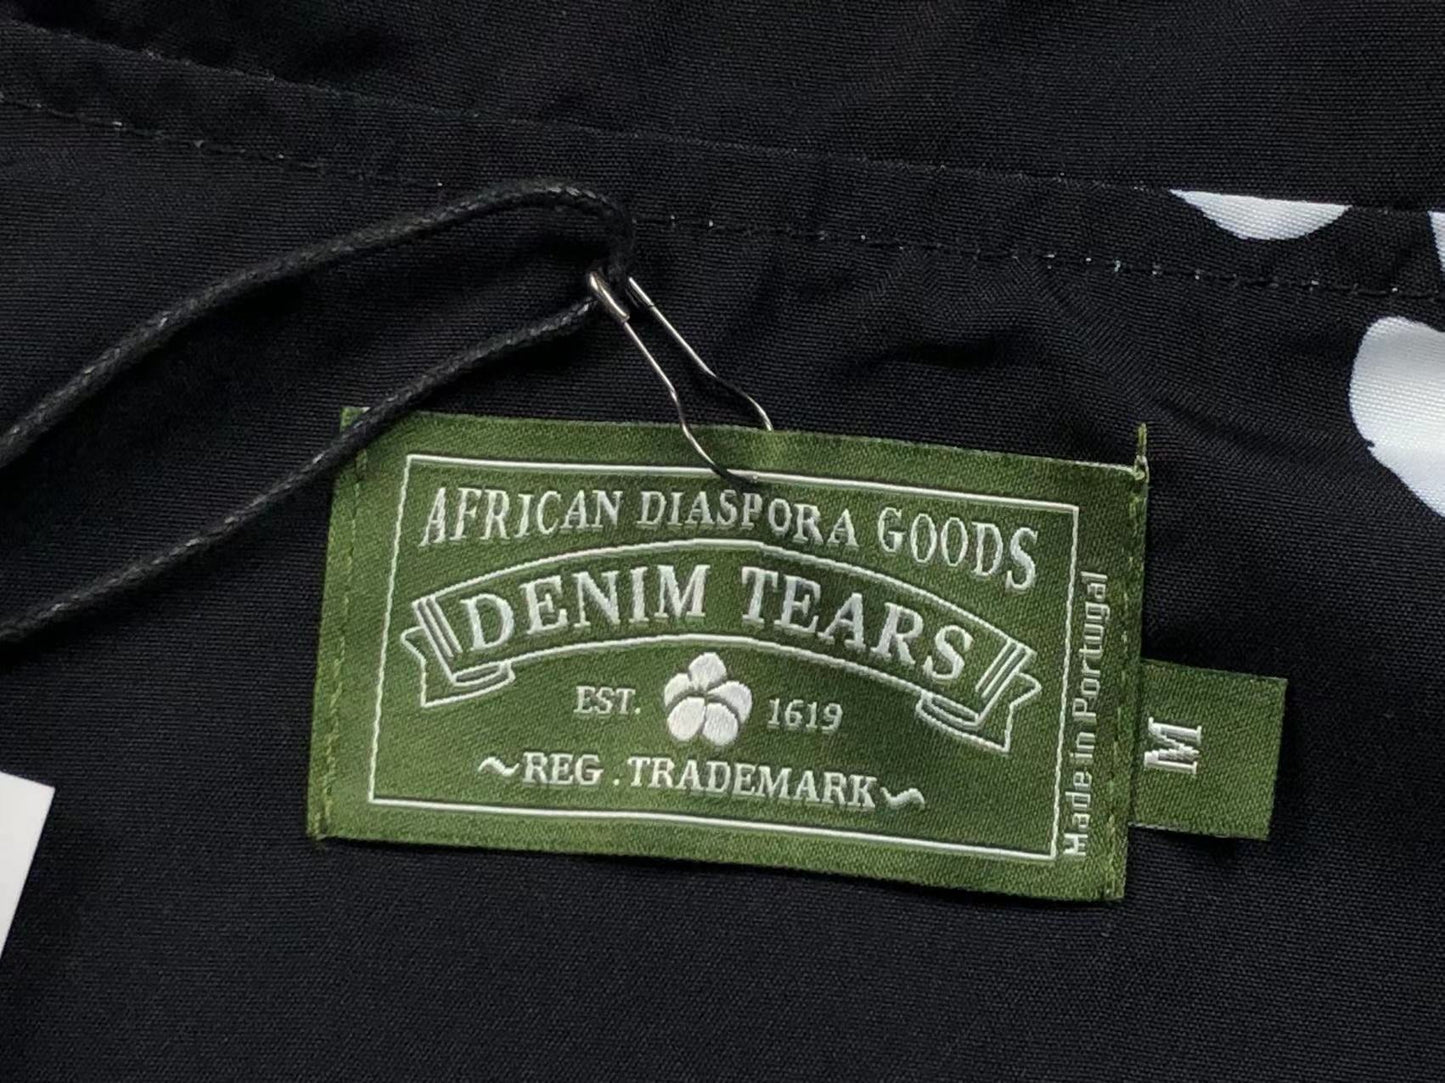 AFRICAN DIASPORA GOODS
DENIM TEARS
EST. 1619
~REG .TRADEMARK~
Made in Portugal
M